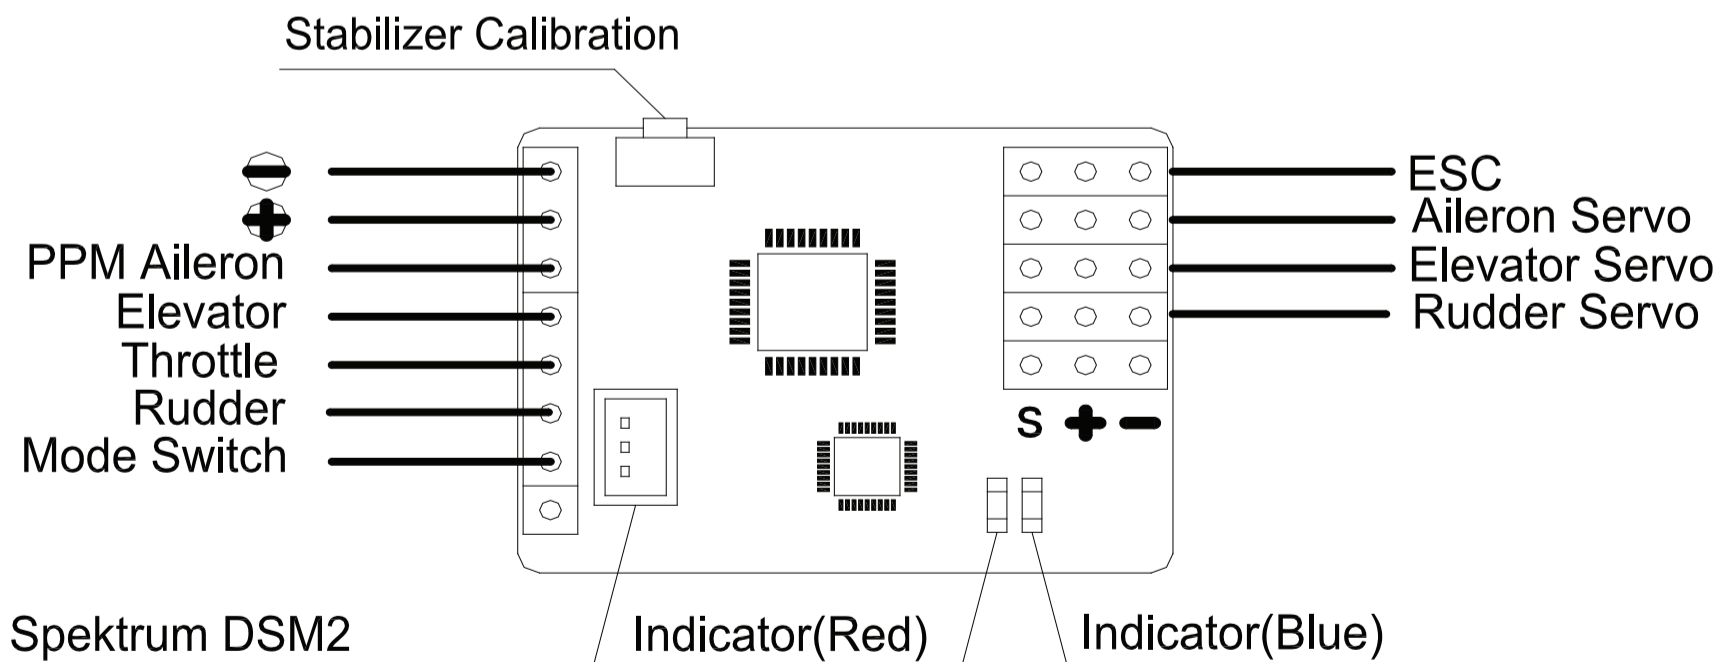 Stabilizer Calibration
PPM Aileron
Elevator
Throttle
Rudder
Mode Switch
ESC
Aileron Servo
Elevator Servo
Rudder Servo
S + -
Spektrum DSM2
Indicator(Red)
Indicator(Blue)